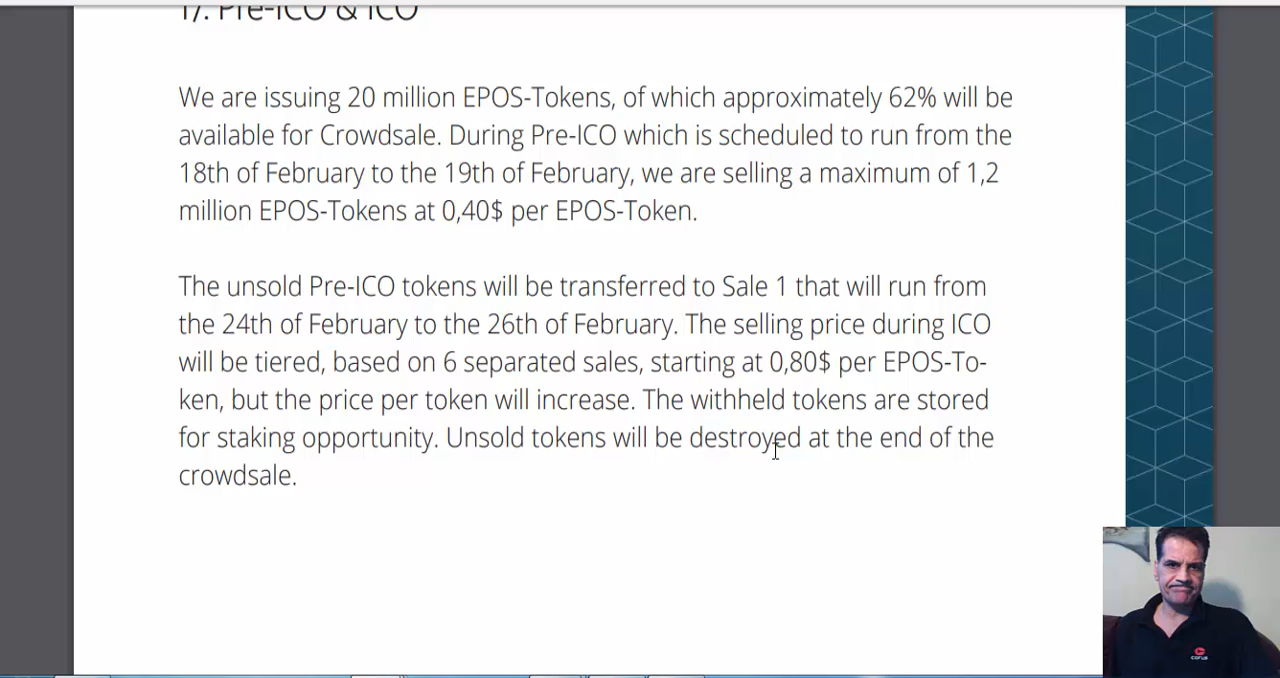 17. Pre-ICO & ICO
We are issuing 20 million EPOS-Tokens, of which approximately 62% will be
available for Crowdsale. During Pre-ICO which is scheduled to run from the
18th of February to the 19th of February, we are selling a maximum of 1,2
million EPOS-Tokens at 0,40$ per EPOS-Token.
The unsold Pre-ICO tokens will be transferred to Sale 1 that will run from
the 24th of February to the 26th of February. The selling price during ICO
will be tiered, based on 6 separated sales, starting at 0,80$ per EPOS-To-
ken, but the price per token will increase. The withheld tokens are stored
for staking opportunity. Unsold tokens will be destroyed at the end of the
crowdsale.
corus